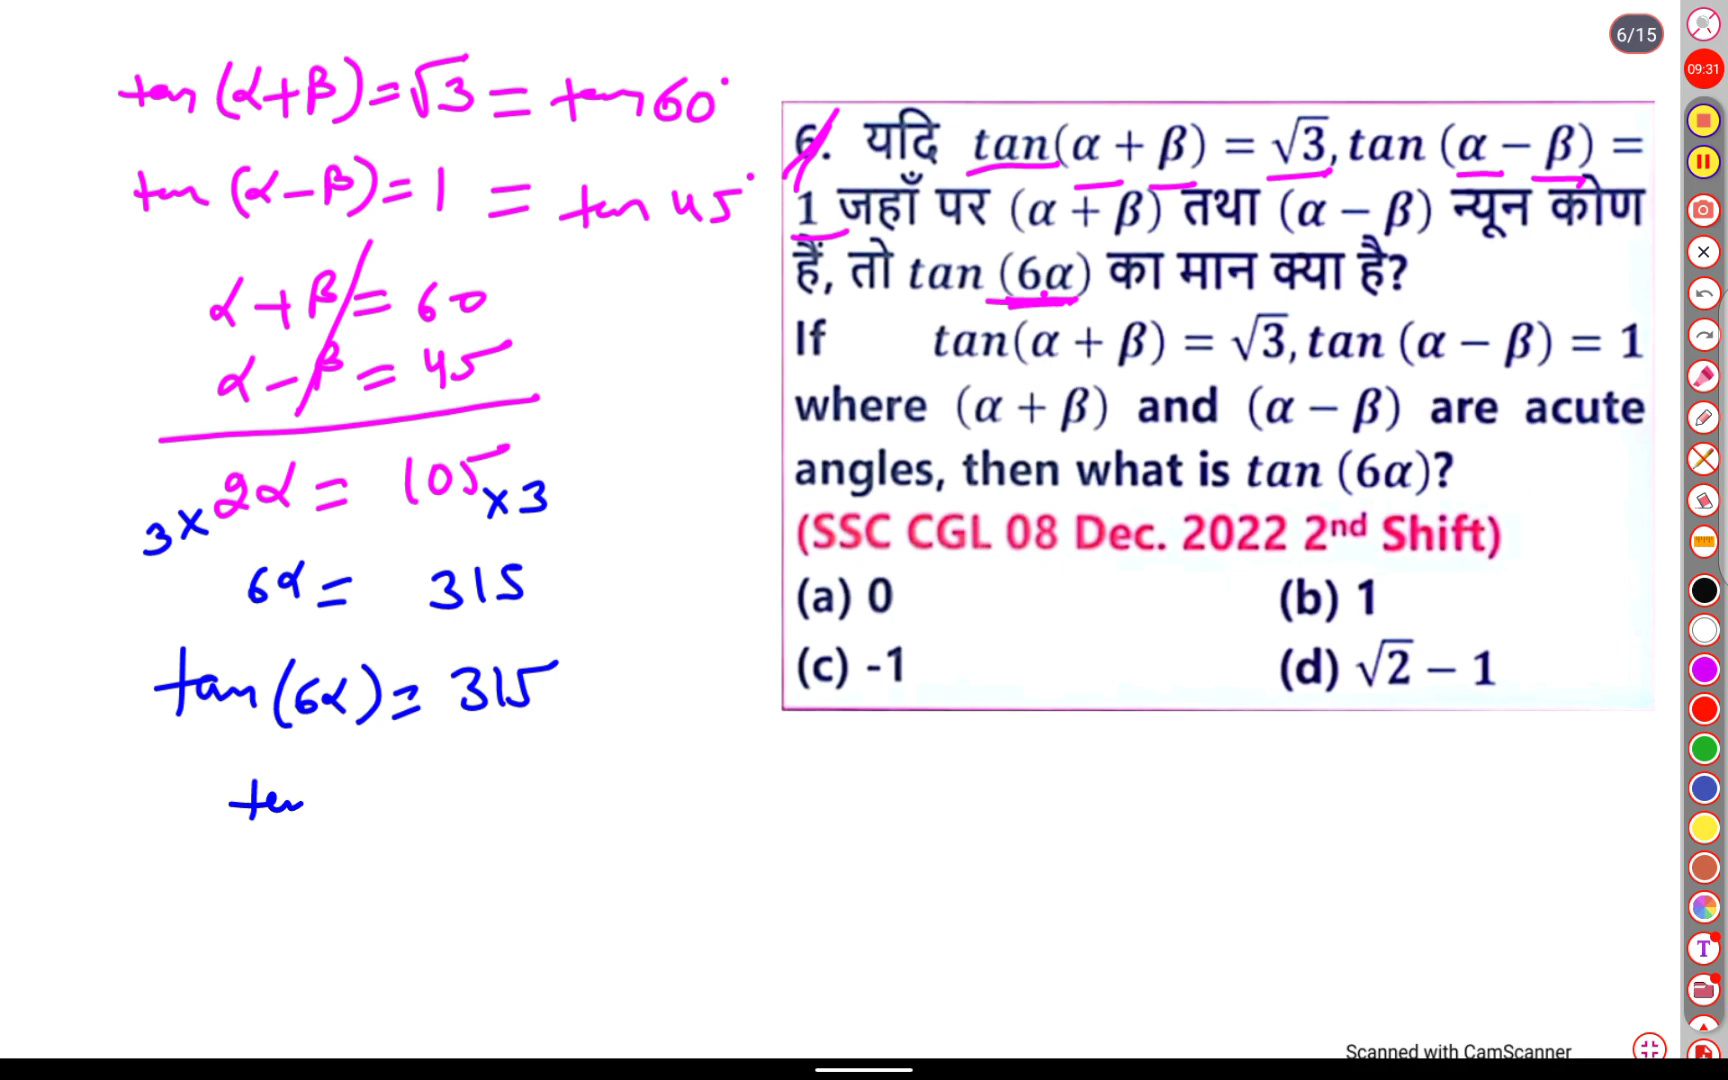 6/15
09:31
tan (α+β) = √3 = tan 60°
tan (α-β) = 1 = tan 45°
α + β = 60
α - β = 45
2α = 105
3 × × 3
6α = 315
tan (6α) = 315
tan
6. यदि tan(α + β) = √3, tan (α − β) =
1 जहाँ पर (α + β) तथा (α − β) न्यून कोण
हैं, तो tan (6α) का मान क्या है?
If tan(α + β) = √3, tan (α − β) = 1
where (α + β) and (α − β) are acute
angles, then what is tan (6α)?
(SSC CGL 08 Dec. 2022 2nd Shift)
(a) 0 (b) 1
(c) -1 (d) √2 − 1
T
Scanned with CamScanner